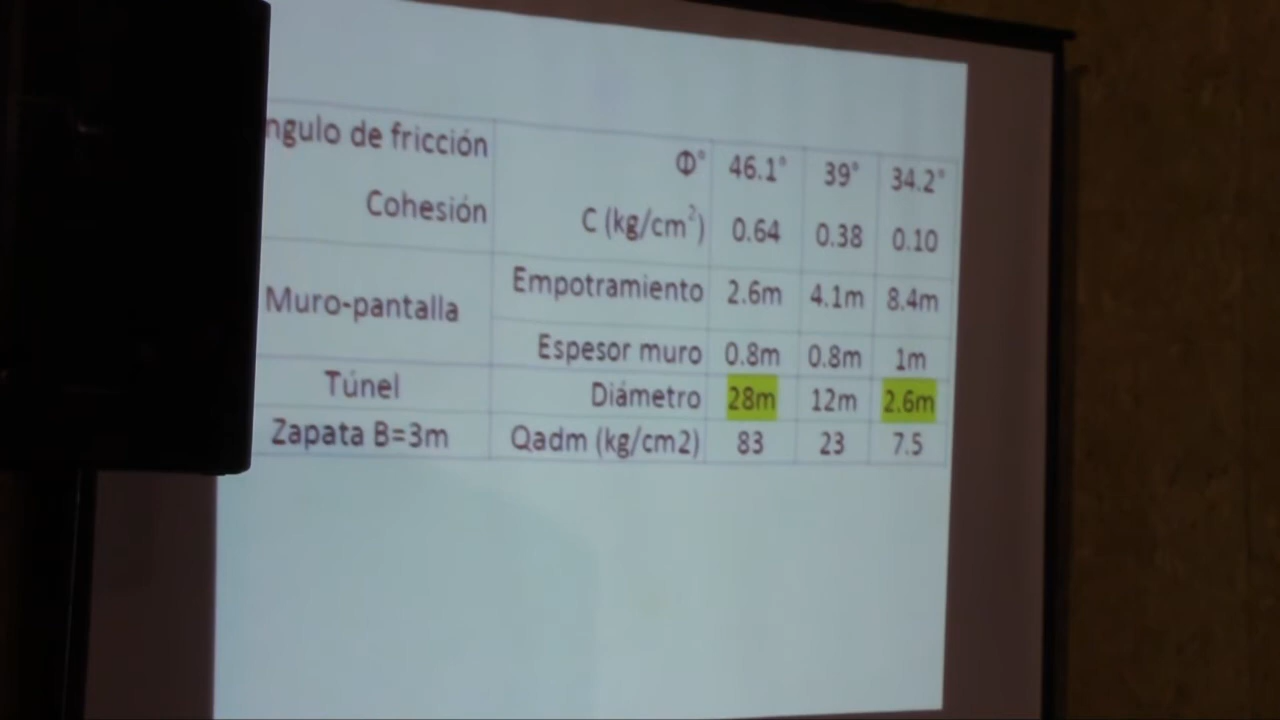 ngulo de fricción Φ° 46.1° 39° 34.2°
Cohesión C (kg/cm²) 0.64 0.38 0.10
Muro-pantalla Empotramiento 2.6m 4.1m 8.4m
Espesor muro 0.8m 0.8m 1m
Túnel Diámetro 28m 12m 2.6m
Zapata B=3m Qadm (kg/cm2) 83 23 7.5